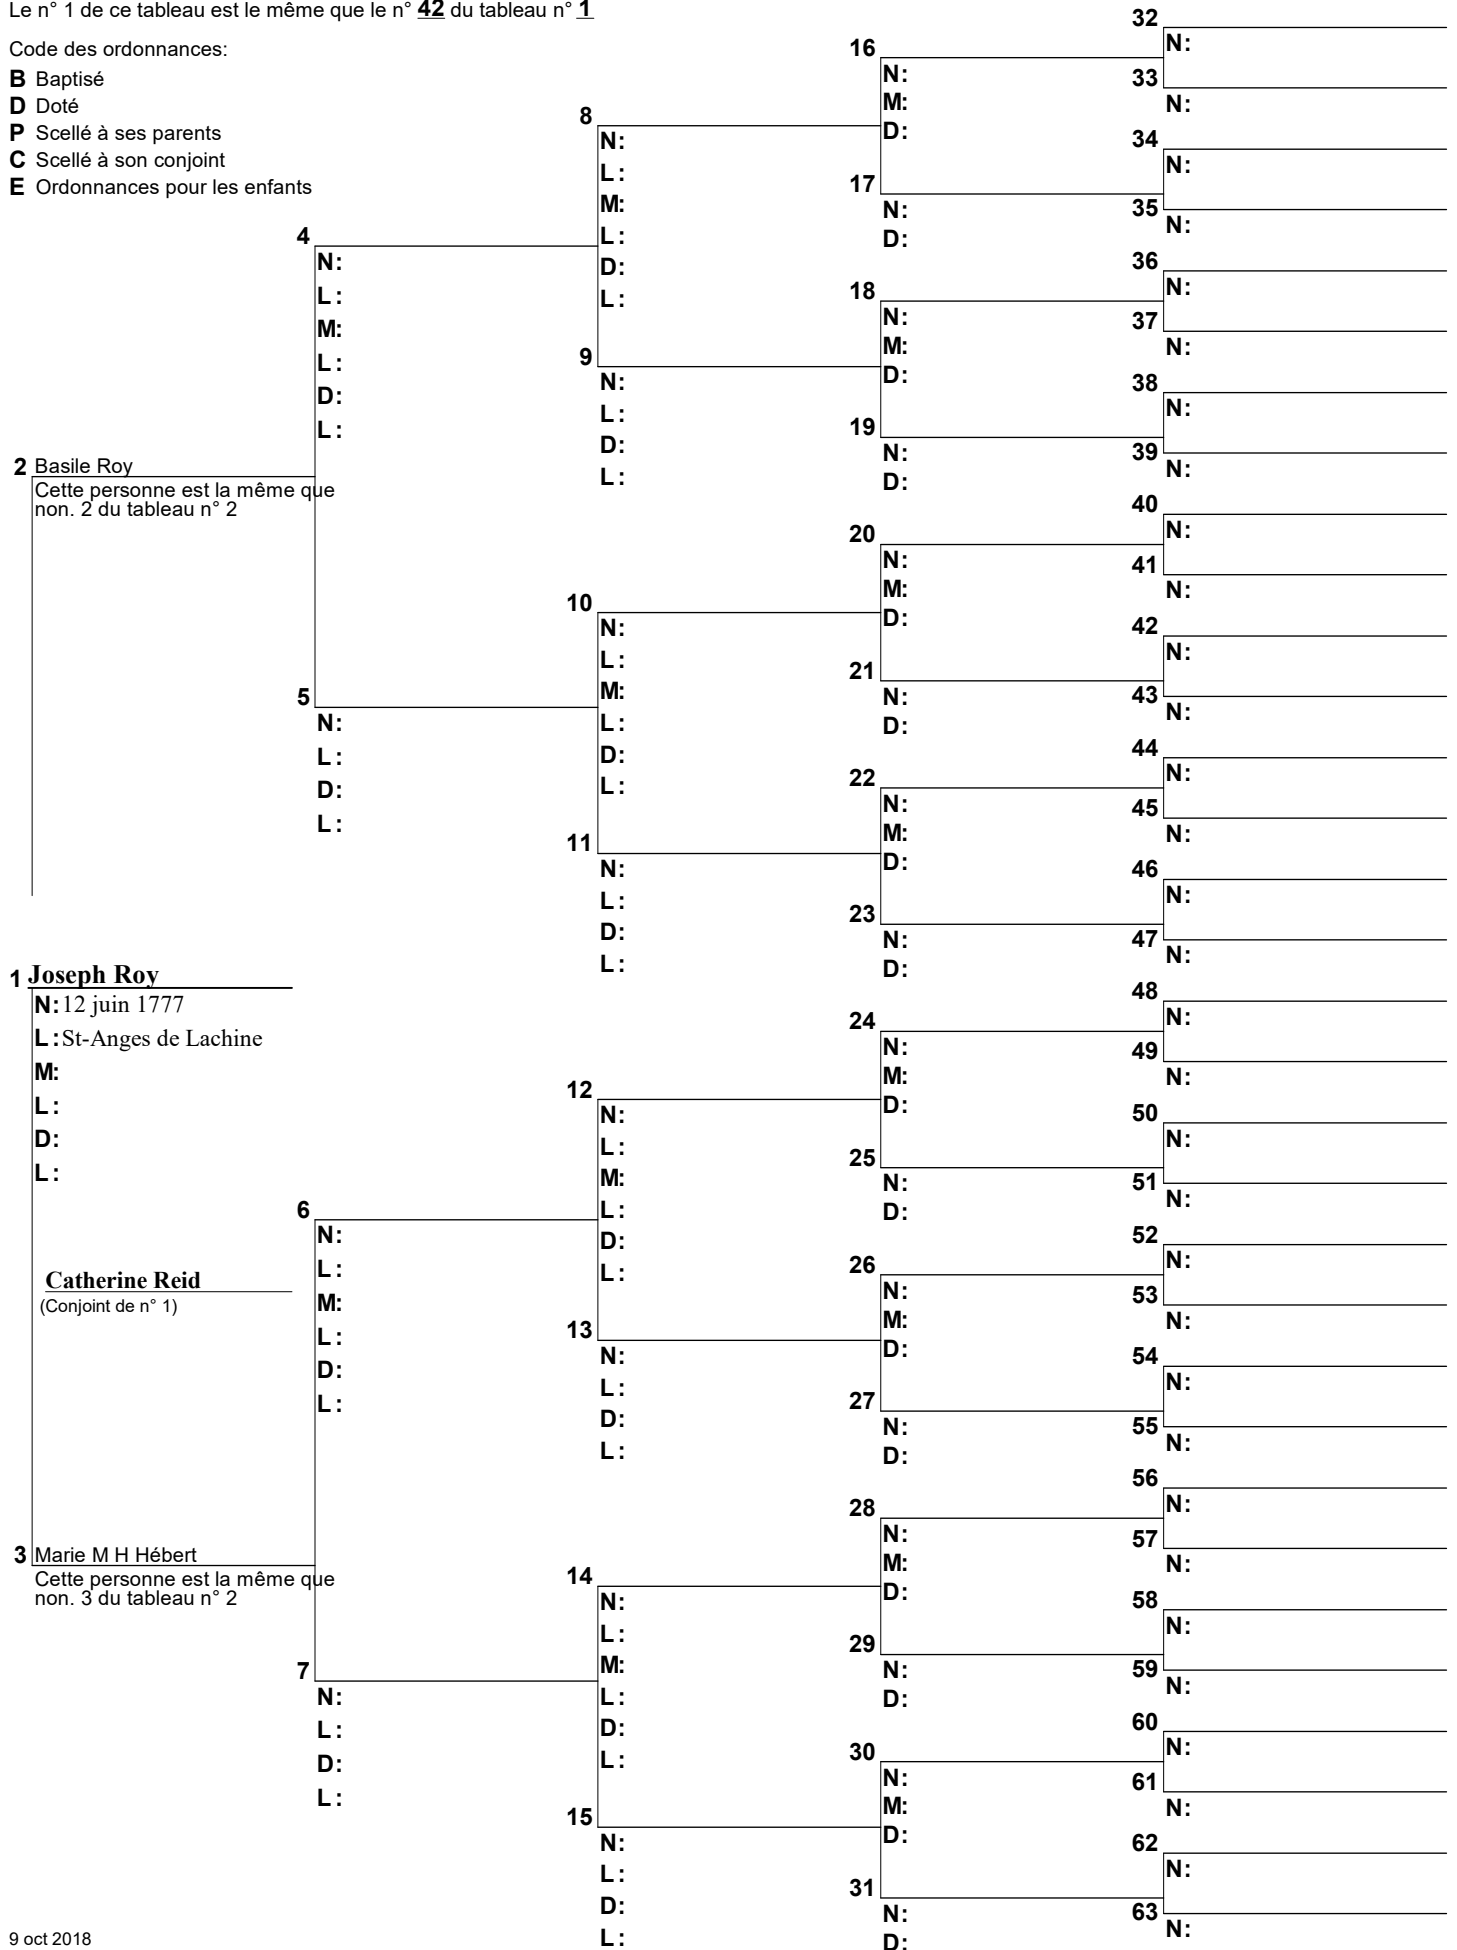 Le n° 1 de ce tableau est le même que le n° 42 du tableau n° 1
Code des ordonnances:
B Baptisé
D Doté
P Scellé à ses parents
C Scellé à son conjoint
E Ordonnances pour les enfants
2 Basile Roy
Cette personne est la même que
non. 2 du tableau n° 2
1 Joseph Roy
N: 12 juin 1777
L: St-Anges de Lachine
M:
L:
D:
L:
Catherine Reid
(Conjoint de n° 1)
3 Marie M H Hébert
Cette personne est la même que
non. 3 du tableau n° 2
9 oct 2018
4
N:
L:
M:
L:
D:
L:
5
N:
L:
D:
L:
6
N:
L:
M:
L:
D:
L:
7
N:
L:
D:
L:
8
N:
L:
M:
L:
D:
L:
9
N:
L:
D:
L:
10
N:
L:
M:
L:
D:
L:
11
N:
L:
D:
L:
12
N:
L:
M:
L:
D:
L:
13
N:
L:
D:
L:
14
N:
L:
M:
L:
D:
L:
15
N:
L:
D:
L:
16
N:
M:
D:
17
N:
D:
18
N:
M:
D:
19
N:
D:
20
N:
M:
D:
21
N:
D:
22
N:
M:
D:
23
N:
D:
24
N:
M:
D:
25
N:
D:
26
N:
M:
D:
27
N:
D:
28
N:
M:
D:
29
N:
D:
30
N:
M:
D:
31
N:
D:
32
N:
33
N:
34
N:
35
N:
36
N:
37
N:
38
N:
39
N:
40
N:
41
N:
42
N:
43
N:
44
N:
45
N:
46
N:
47
N:
48
N:
49
N:
50
N:
51
N:
52
N:
53
N:
54
N:
55
N:
56
N:
57
N:
58
N:
59
N:
60
N:
61
N:
62
N:
63
N: